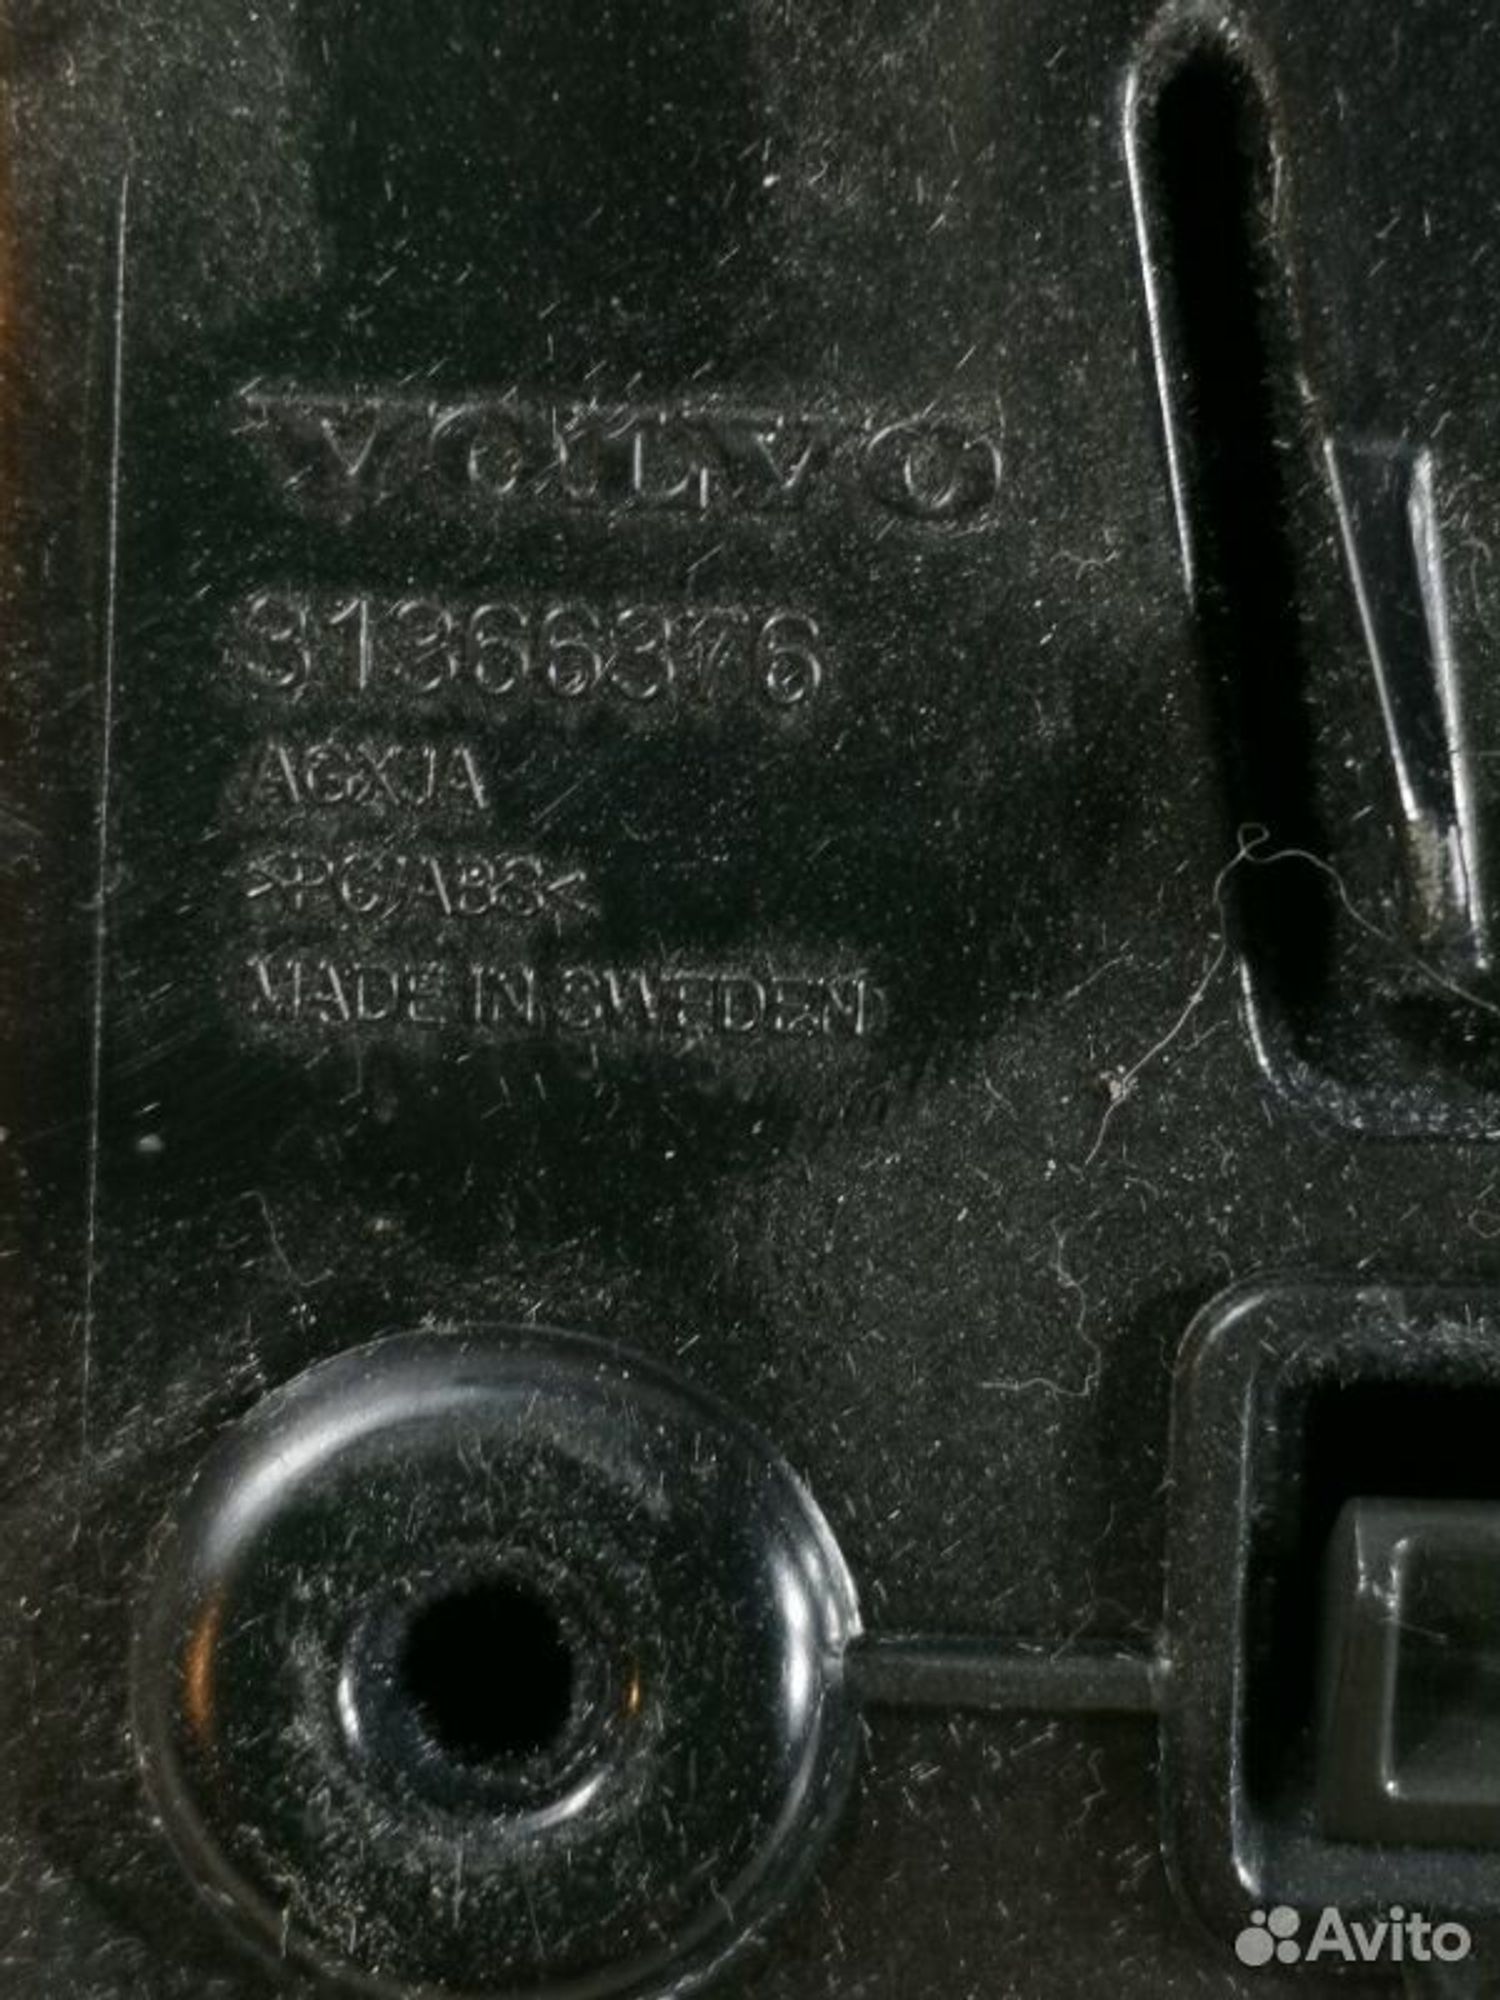 VOLVO
31366376
AGXJA
>PC/ABS<
MADE IN SWEDEN
Avito